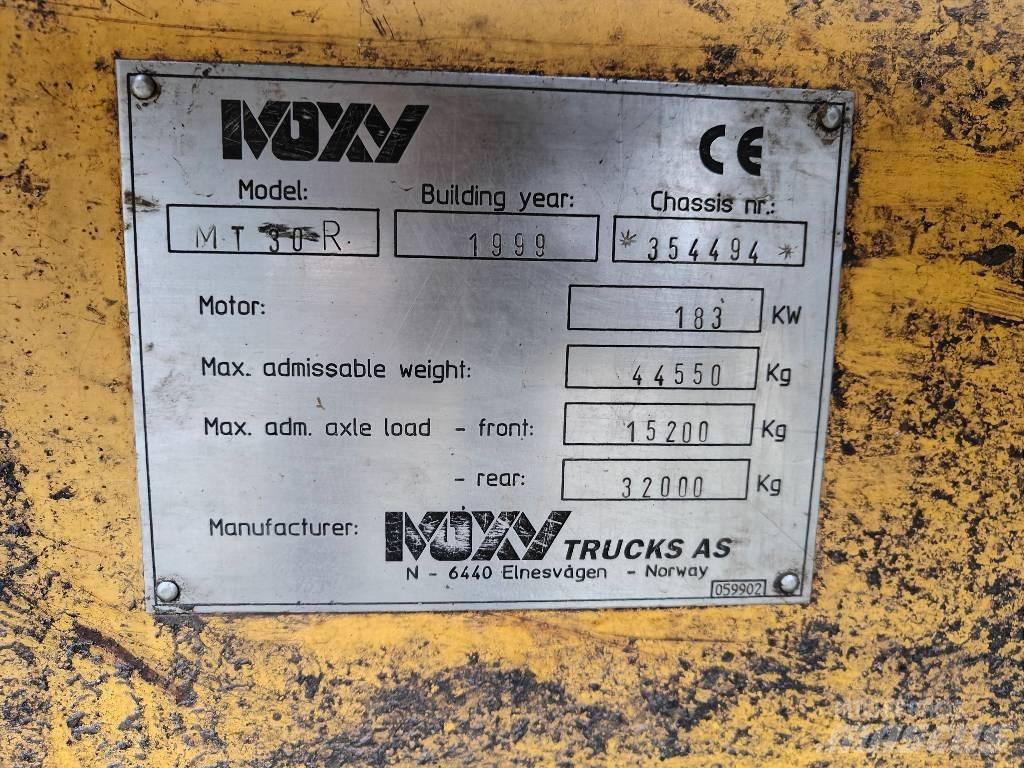 MOXY
CE
Model: Building year: Chassis nr.:
M.T 30 R. 1999 *354494*
Motor: 183 KW
Max. admissable weight: 44550 Kg
Max. adm. axle load - front: 15200 Kg
- rear: 32000 Kg
Manufacturer: MOXY TRUCKS AS
N - 6440 Elnesvågen - Norway
059902